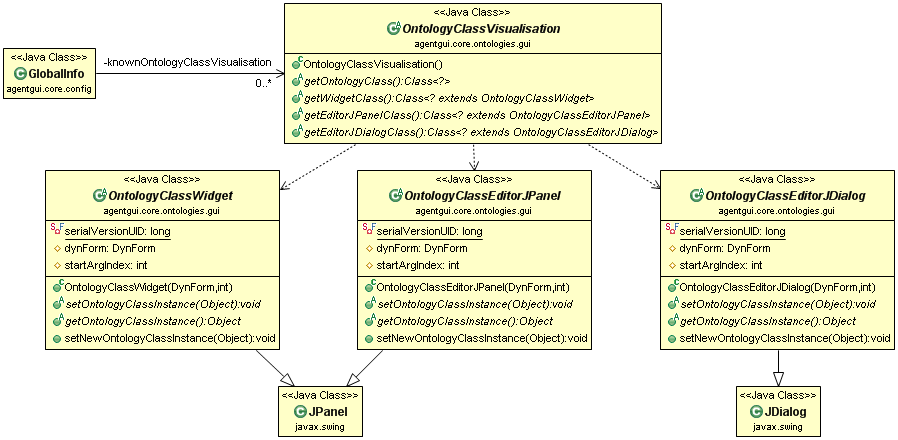 <<Java Class>>
OntologyClassVisualisation
agentgui.core.ontologies.gui
OntologyClassVisualisation()
getOntologyClass():Class<?>
getWidgetClass():Class<? extends OntologyClassWidget>
getEditorJPanelClass():Class<? extends OntologyClassEditorJPanel>
getEditorJDialogClass():Class<? extends OntologyClassEditorJDialog>
<<Java Class>>
GlobalInfo
agentgui.core.config
-knownOntologyClassVisualisation
0..*
<<Java Class>>
OntologyClassWidget
agentgui.core.ontologies.gui
serialVersionUID: long
dynForm: DynForm
startArgIndex: int
OntologyClassWidget(DynForm,int)
setOntologyClassInstance(Object):void
getOntologyClassInstance():Object
setNewOntologyClassInstance(Object):void
<<Java Class>>
OntologyClassEditorJPanel
agentgui.core.ontologies.gui
serialVersionUID: long
dynForm: DynForm
startArgIndex: int
OntologyClassEditorJPanel(DynForm,int)
setOntologyClassInstance(Object):void
getOntologyClassInstance():Object
setNewOntologyClassInstance(Object):void
<<Java Class>>
OntologyClassEditorJDialog
agentgui.core.ontologies.gui
serialVersionUID: long
dynForm: DynForm
startArgIndex: int
OntologyClassEditorJDialog(DynForm,int)
setOntologyClassInstance(Object):void
getOntologyClassInstance():Object
setNewOntologyClassInstance(Object):void
<<Java Class>>
JPanel
javax.swing
<<Java Class>>
JDialog
javax.swing